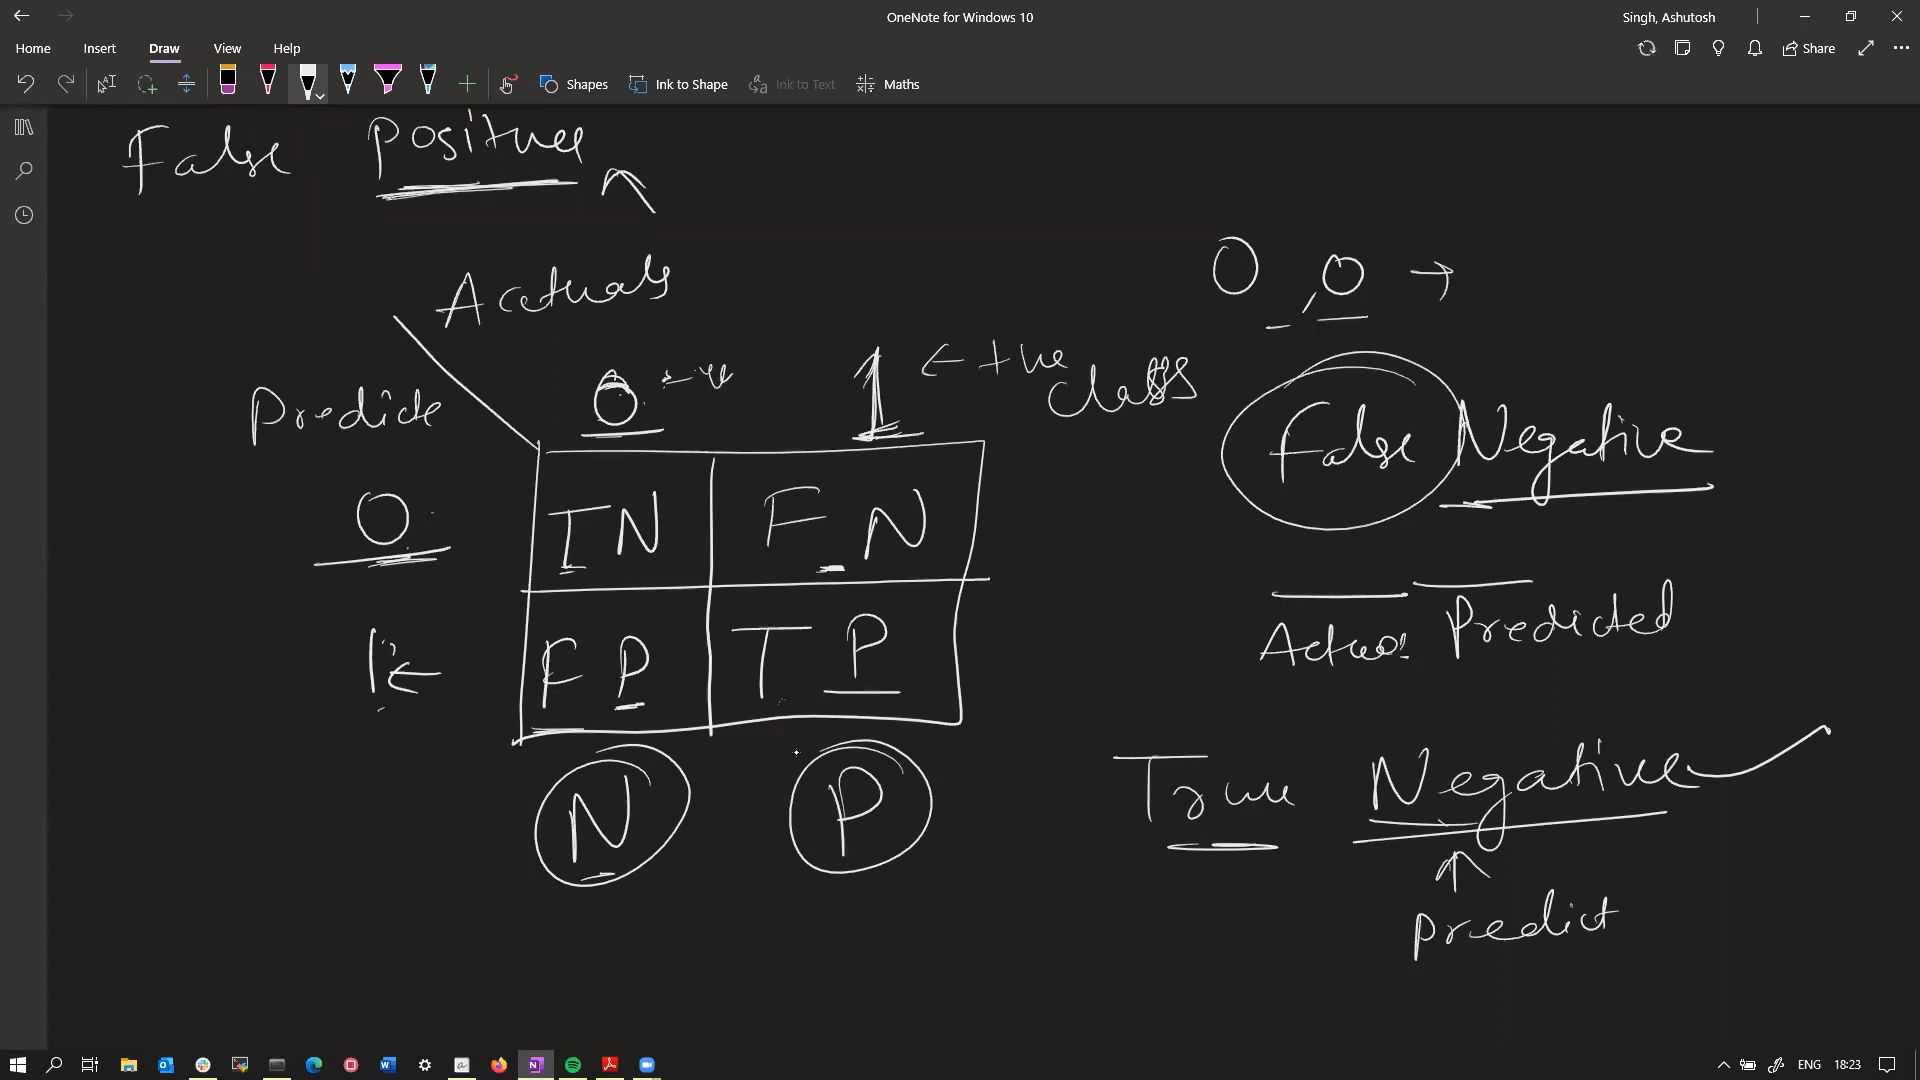 OneNote for Windows 10
Singh, Ashutosh
Home Insert Draw View Help
Share
Shapes
Ink to Shape
Ink to Text
Maths
False Positive
Actuals
Predict
0 -ve
1 ← +ve class
0 TN FN
1 ← FP TP
N P
0, 0 →
False Negative
Actual Predicted
True Negative
Predict
ENG 18:23